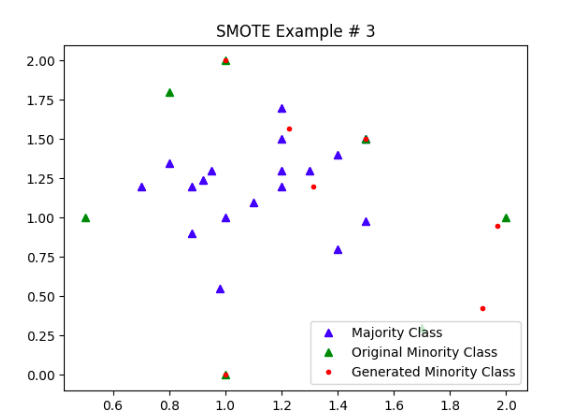 SMOTE Example # 3
2.00
1.75
1.50
1.25
1.00
0.75
0.50
0.25
0.00
Majority Class
Original Minority Class
Generated Minority Class
0.6 0.8 1.0 1.2 1.4 1.6 1.8 2.0